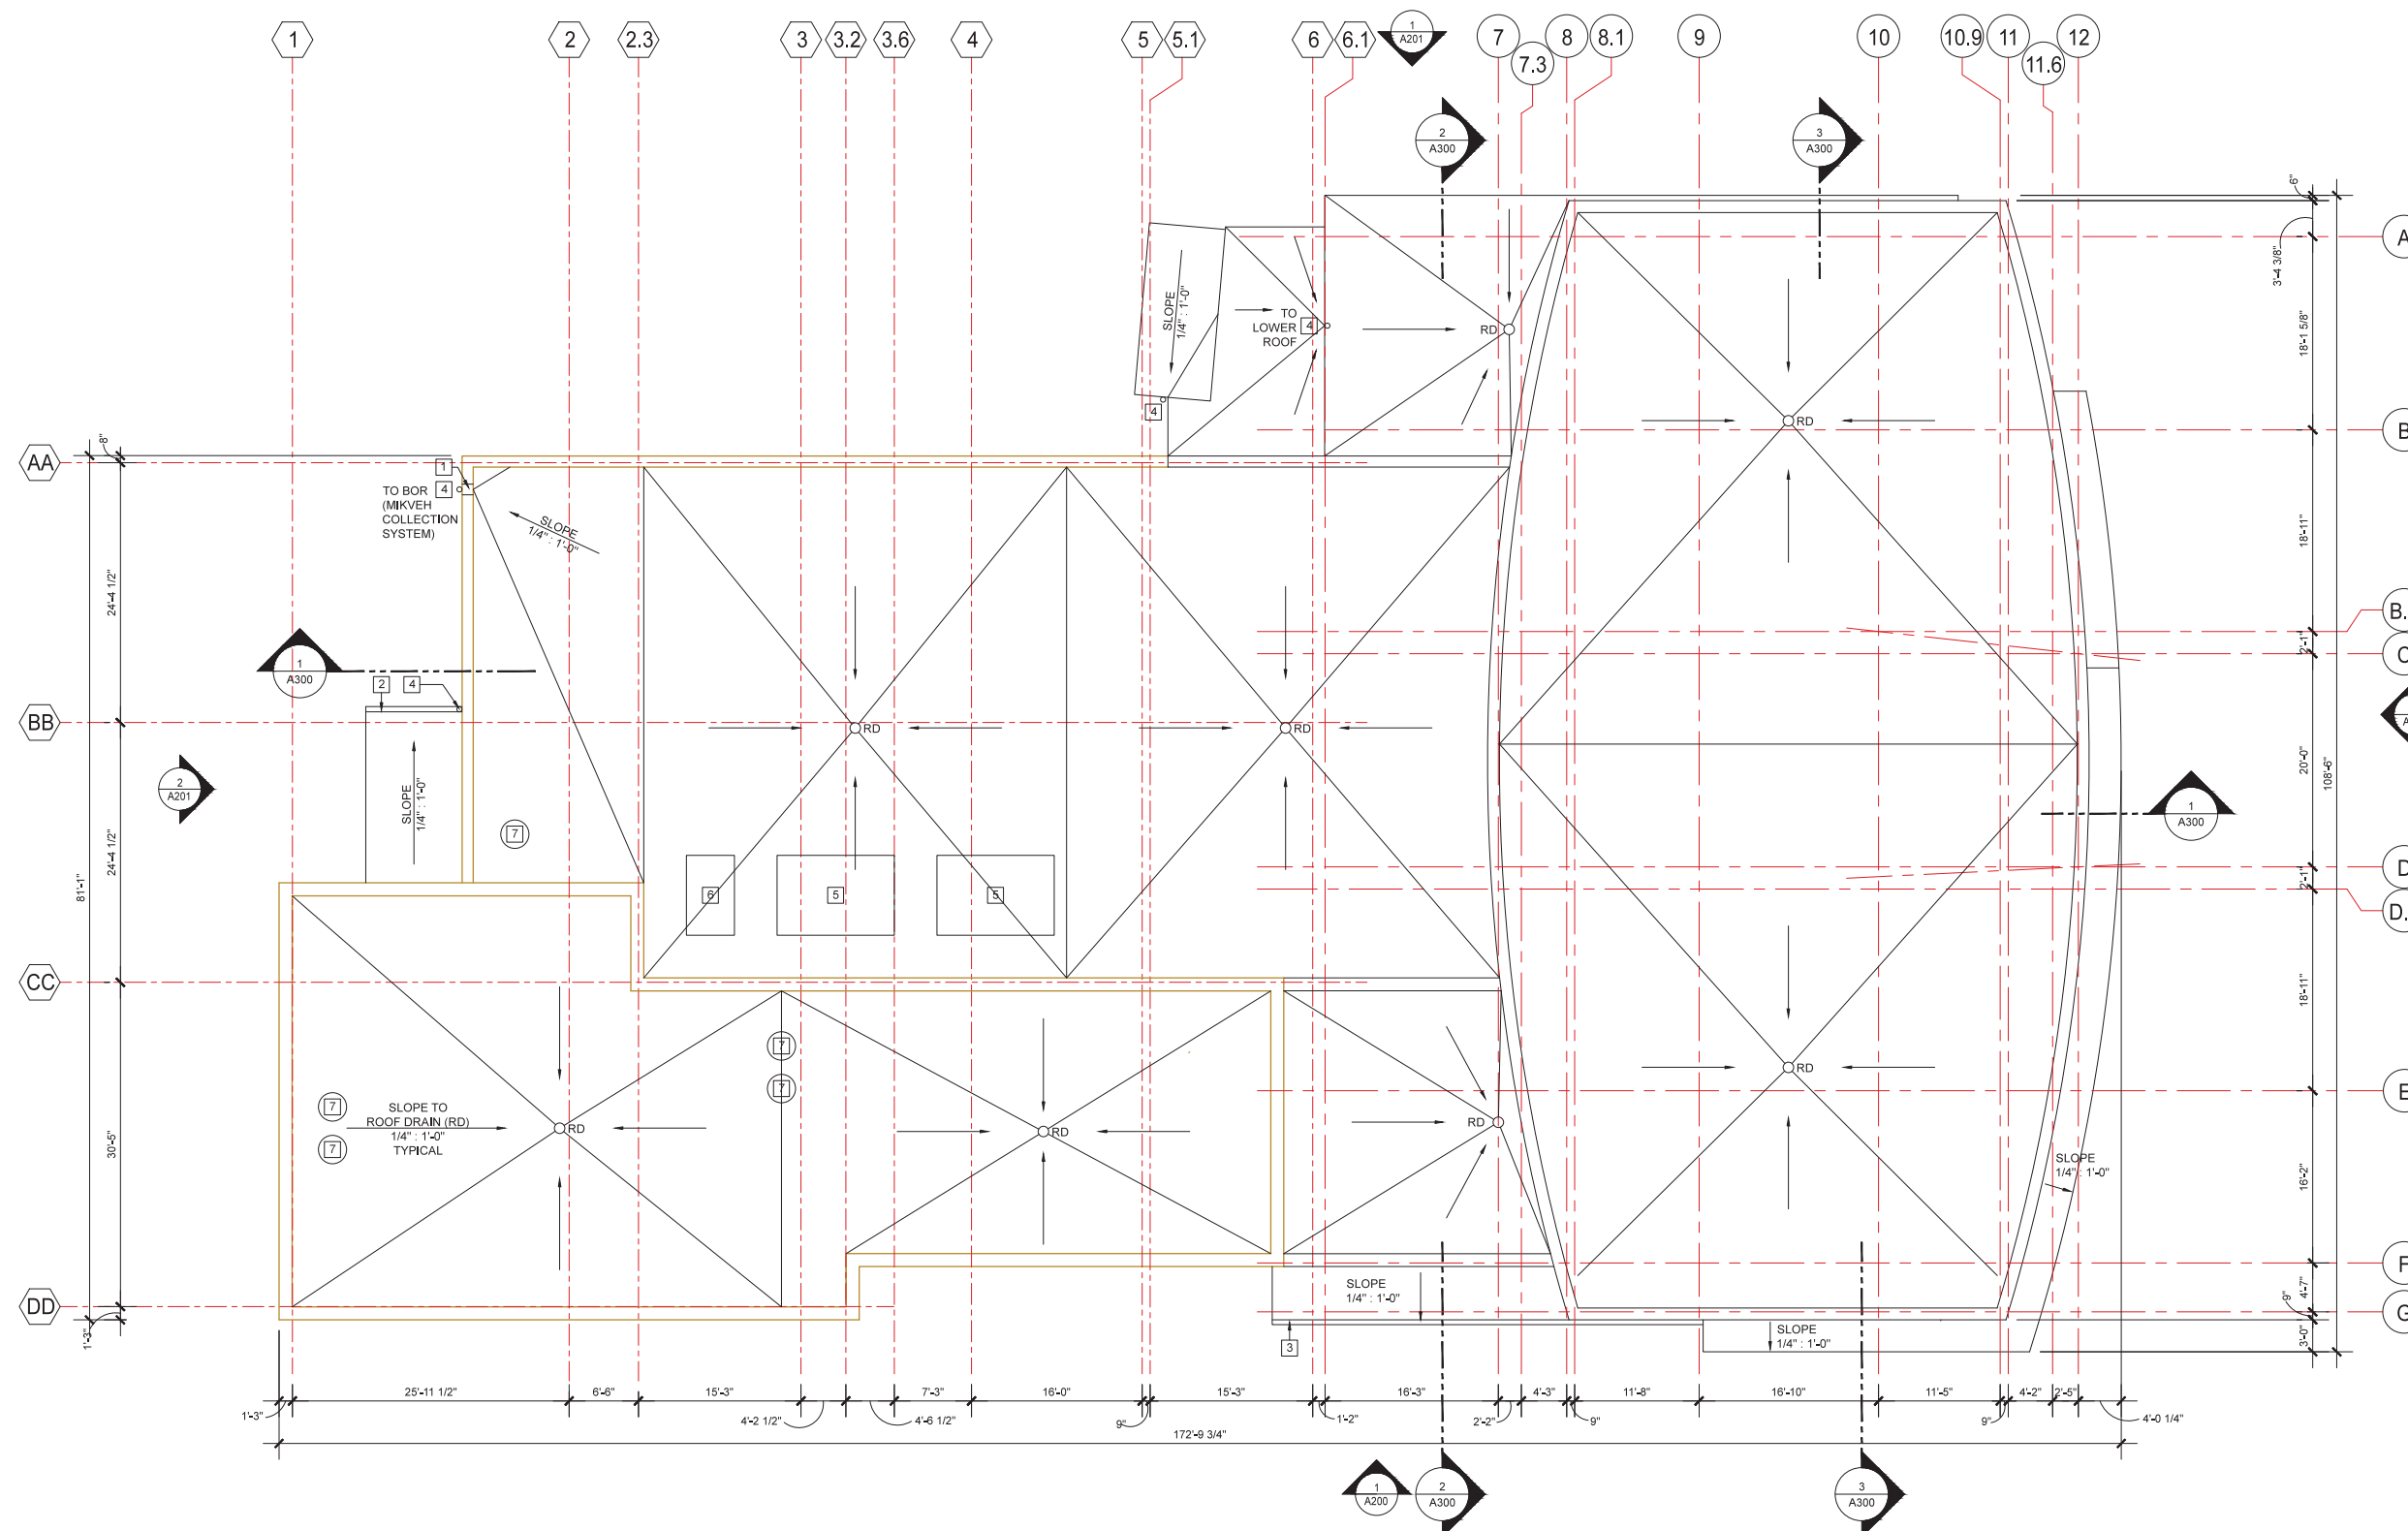 1
2
2.3
3
3.2
3.6
4
5
5.1
6
6.1
1
A201
7
7.3
8
8.1
9
10
10.9
11
11.6
12
2
A300
3
A300
6"
A
3'-4 3/8"
SLOPE
1/4" : 1'-0"
TO
LOWER
ROOF
4
RD
18'-1 5/8"
4
RD
B
8"
AA
1
4
TO BOR
(MIKVEH
COLLECTION
SYSTEM)
SLOPE
1/4" : 1'-0"
18'-11"
24'-4 1/2"
B.
2'-1"
C
1
A300
2
4
BB
RD
RD
20'-0"
108'-6"
2
A201
SLOPE
1/4" : 1'-0"
7
1
A300
24'-4 1/2"
81'-1"
6
5
5
D
2'-1"
D.
CC
18'-11"
7
7
E
7
7
SLOPE TO
ROOF DRAIN (RD)
1/4" : 1'-0"
TYPICAL
RD
RD
RD
RD
30'-5"
SLOPE
1/4" : 1'-0"
16'-2"
F
SLOPE
1/4" : 1'-0"
4'-7"
9"
DD
G
1'-3"
3
SLOPE
1/4" : 1'-0"
3'-0"
1'-3"
25'-11 1/2"
6'-6"
15'-3"
4'-2 1/2"
4'-6 1/2"
7'-3"
16'-0"
9"
15'-3"
1'-2"
16'-3"
2'-2"
4'-3"
9"
11'-8"
16'-10"
11'-5"
9"
4'-2"
2'-5"
4'-0 1/4"
172'-9 3/4"
1
A200
2
A300
3
A300